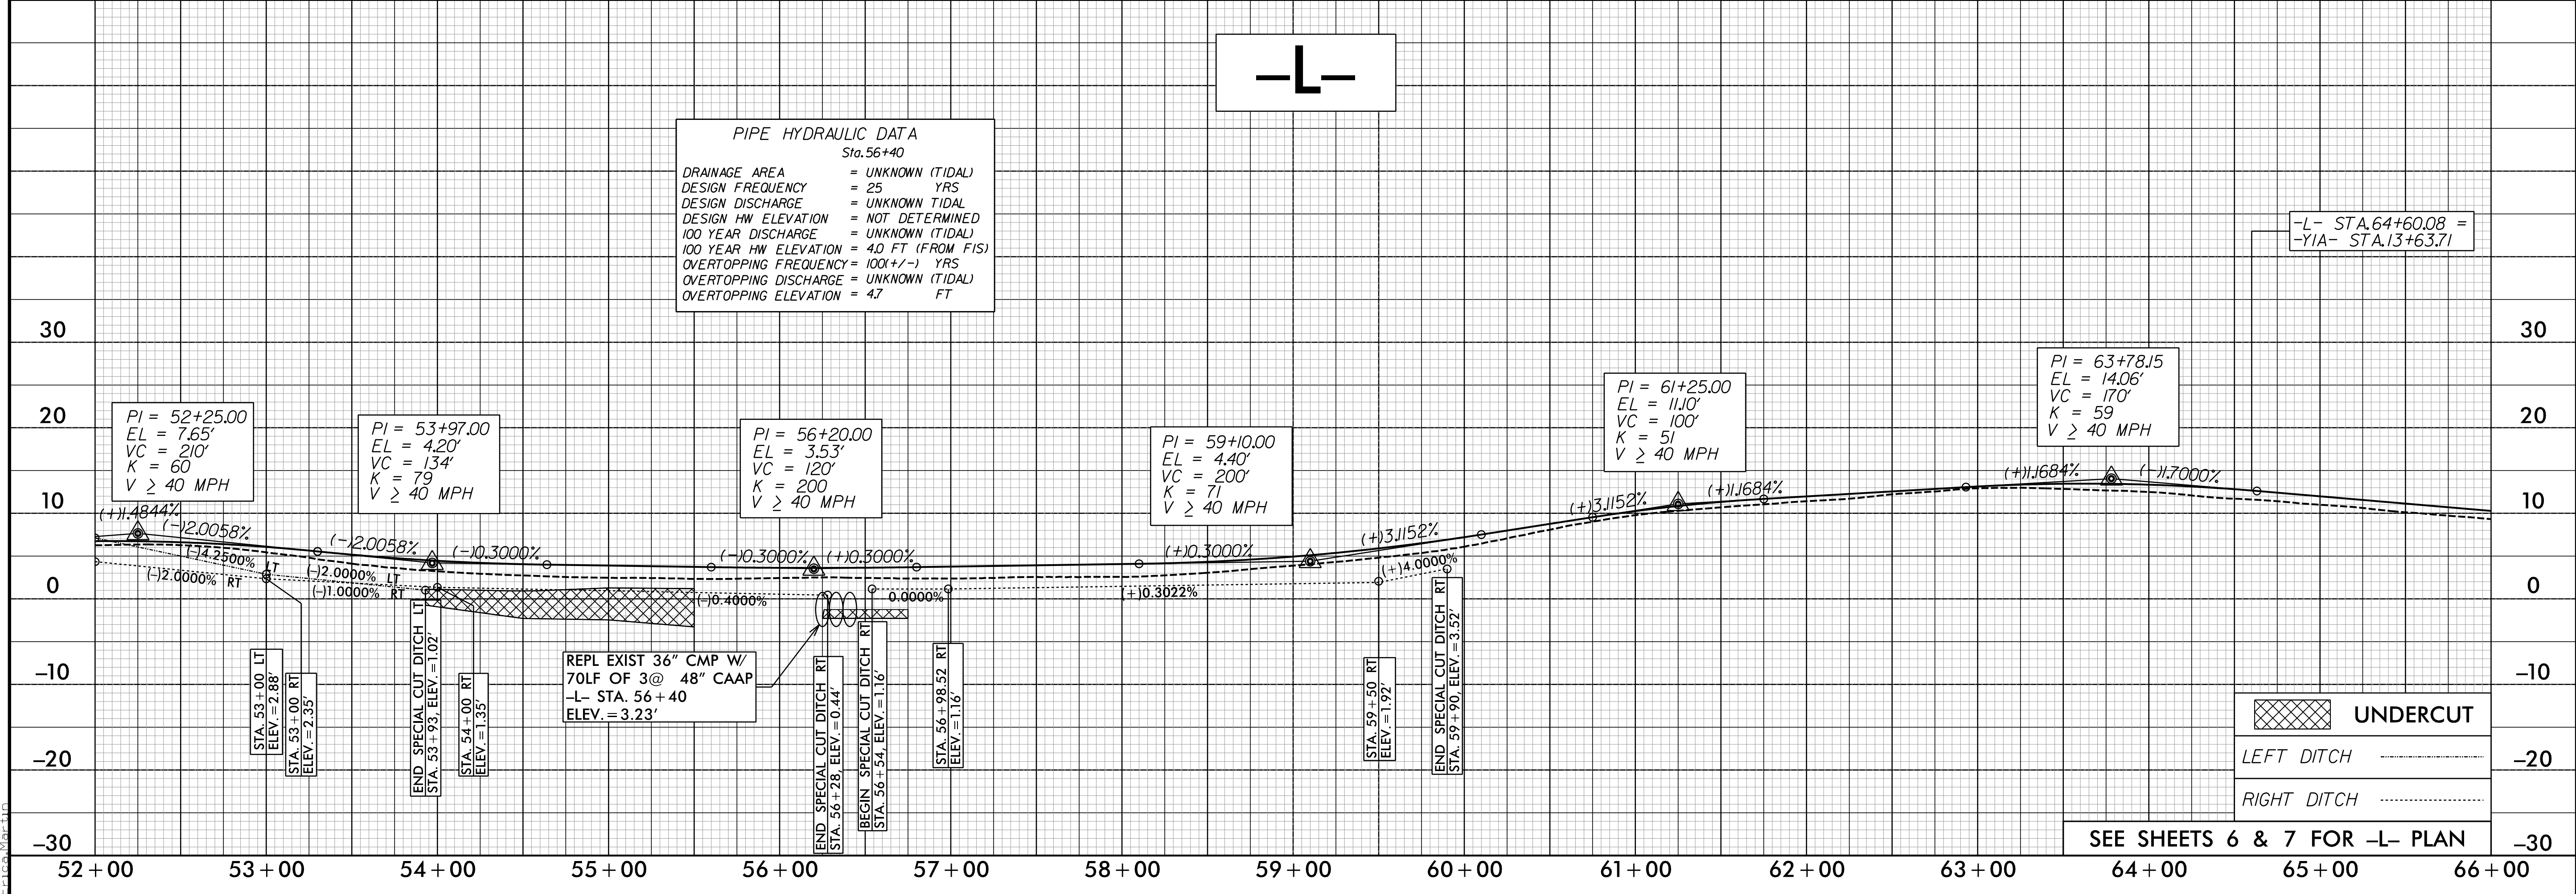 –L–
PIPE HYDRAULIC DATA
Sta.56+40
DRAINAGE AREA = UNKNOWN (TIDAL)
DESIGN FREQUENCY = 25 YRS
DESIGN DISCHARGE = UNKNOWN TIDAL
DESIGN HW ELEVATION = NOT DETERMINED
100 YEAR DISCHARGE = UNKNOWN (TIDAL)
100 YEAR HW ELEVATION = 4.0 FT (FROM FIS)
OVERTOPPING FREQUENCY= 100(+/-) YRS
OVERTOPPING DISCHARGE = UNKNOWN (TIDAL)
OVERTOPPING ELEVATION = 4.7 FT
-L- STA.64+60.08 =
-Y1A- STA.13+63.71
30
30
20
20
10
10
0
0
–10
–10
–20
–20
–30
–30
PI = 52+25.00
EL = 7.65'
VC = 210'
K = 60
V ≥ 40 MPH
PI = 53+97.00
EL = 4.20'
VC = 134'
K = 79
V ≥ 40 MPH
PI = 56+20.00
EL = 3.53'
VC = 120'
K = 200
V ≥ 40 MPH
PI = 59+10.00
EL = 4.40'
VC = 200'
K = 71
V ≥ 40 MPH
PI = 61+25.00
EL = 11.10'
VC = 100'
K = 51
V ≥ 40 MPH
PI = 63+78.15
EL = 14.06'
VC = 170'
K = 59
V ≥ 40 MPH
(+)1.4844%
(-)2.0058%
(-)2.0058%
(-)0.3000%
(-)0.3000%
(+)0.3000%
(+)0.3000%
(+)3.1152%
(+)3.1152%
(+)1.1684%
(+)1.1684%
(-)1.7000%
(-)4.2500% LT
(-)2.0000% RT
(-)2.0000% LT
(-)1.0000% RT
(-)0.4000%
0.0000%
(+)0.3022%
(+)4.0000%
STA. 53+00 LT
ELEV.=2.88'
STA. 53+00 RT
ELEV.=2.35'
END SPECIAL CUT DITCH LT
STA. 53+93, ELEV.=1.02'
STA. 54+00 RT
ELEV.=1.35'
REPL EXIST 36" CMP W/
70LF OF 3@ 48" CAAP
–L– STA. 56+40
ELEV.=3.23'
END SPECIAL CUT DITCH RT
STA. 56+28, ELEV.=0.44'
BEGIN SPECIAL CUT DITCH RT
STA. 56+54, ELEV.=1.16'
STA. 56+98.52 RT
ELEV.=1.16'
STA. 59+50 RT
ELEV.=1.92'
END SPECIAL CUT DITCH RT
STA. 59+90, ELEV.=3.52'
UNDERCUT
LEFT DITCH
RIGHT DITCH
SEE SHEETS 6 & 7 FOR –L– PLAN
52+00
53+00
54+00
55+00
56+00
57+00
58+00
59+00
60+00
61+00
62+00
63+00
64+00
65+00
66+00